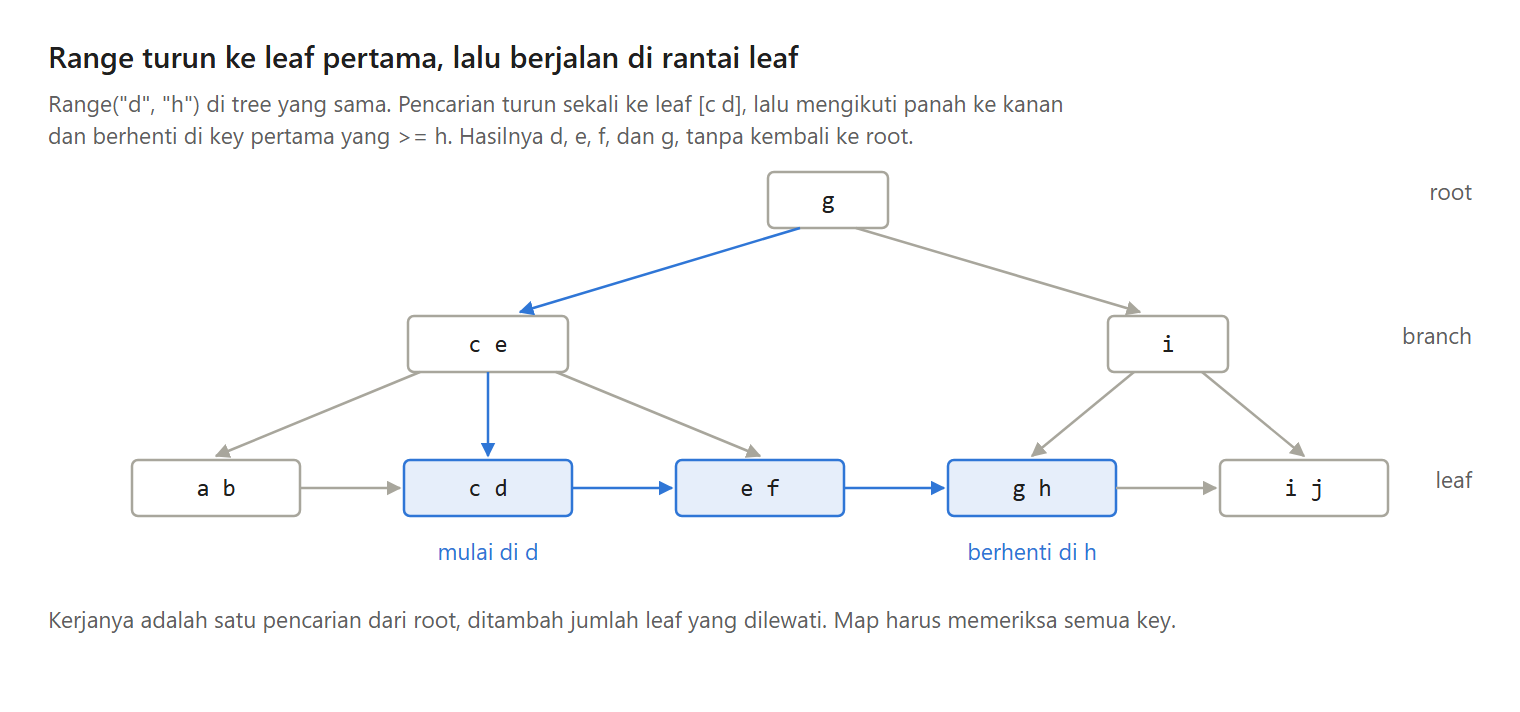 Range turun ke leaf pertama, lalu berjalan di rantai leaf
Range("d", "h") di tree yang sama. Pencarian turun sekali ke leaf [c d], lalu mengikuti panah ke kanan
dan berhenti di key pertama yang >= h. Hasilnya d, e, f, dan g, tanpa kembali ke root.
g
root
c e
i
branch
a b
c d
e f
g h
i j
leaf
mulai di d
berhenti di h
Kerjanya adalah satu pencarian dari root, ditambah jumlah leaf yang dilewati. Map harus memeriksa semua key.